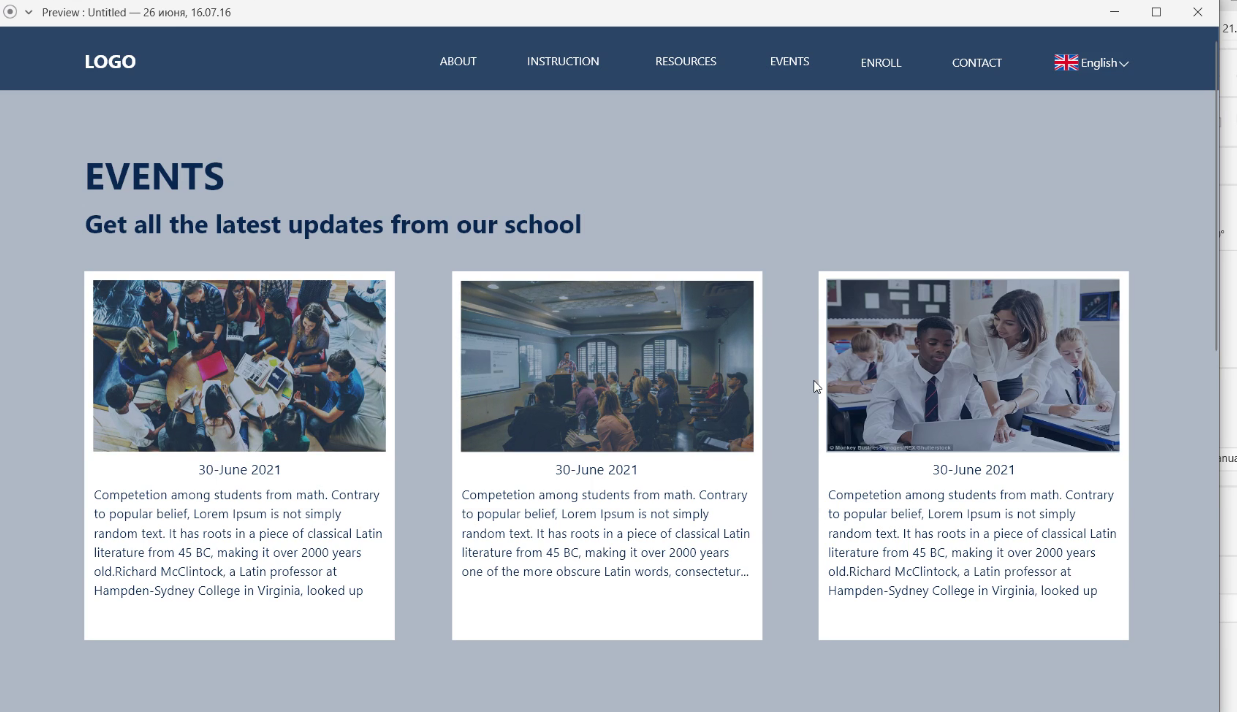 Preview : Untitled — 26 июня, 16.07.16
21.
LOGO
ABOUT
INSTRUCTION
RESOURCES
EVENTS
ENROLL
CONTACT
English
EVENTS
Get all the latest updates from our school
30-June 2021
Competetion among students from math. Contrary
to popular belief, Lorem Ipsum is not simply
random text. It has roots in a piece of classical Latin
literature from 45 BC, making it over 2000 years
old.Richard McClintock, a Latin professor at
Hampden-Sydney College in Virginia, looked up
30-June 2021
Competetion among students from math. Contrary
to popular belief, Lorem Ipsum is not simply
random text. It has roots in a piece of classical Latin
literature from 45 BC, making it over 2000 years
one of the more obscure Latin words, consectetur...
30-June 2021
Competetion among students from math. Contrary
to popular belief, Lorem Ipsum is not simply
random text. It has roots in a piece of classical Latin
literature from 45 BC, making it over 2000 years
old.Richard McClintock, a Latin professor at
Hampden-Sydney College in Virginia, looked up